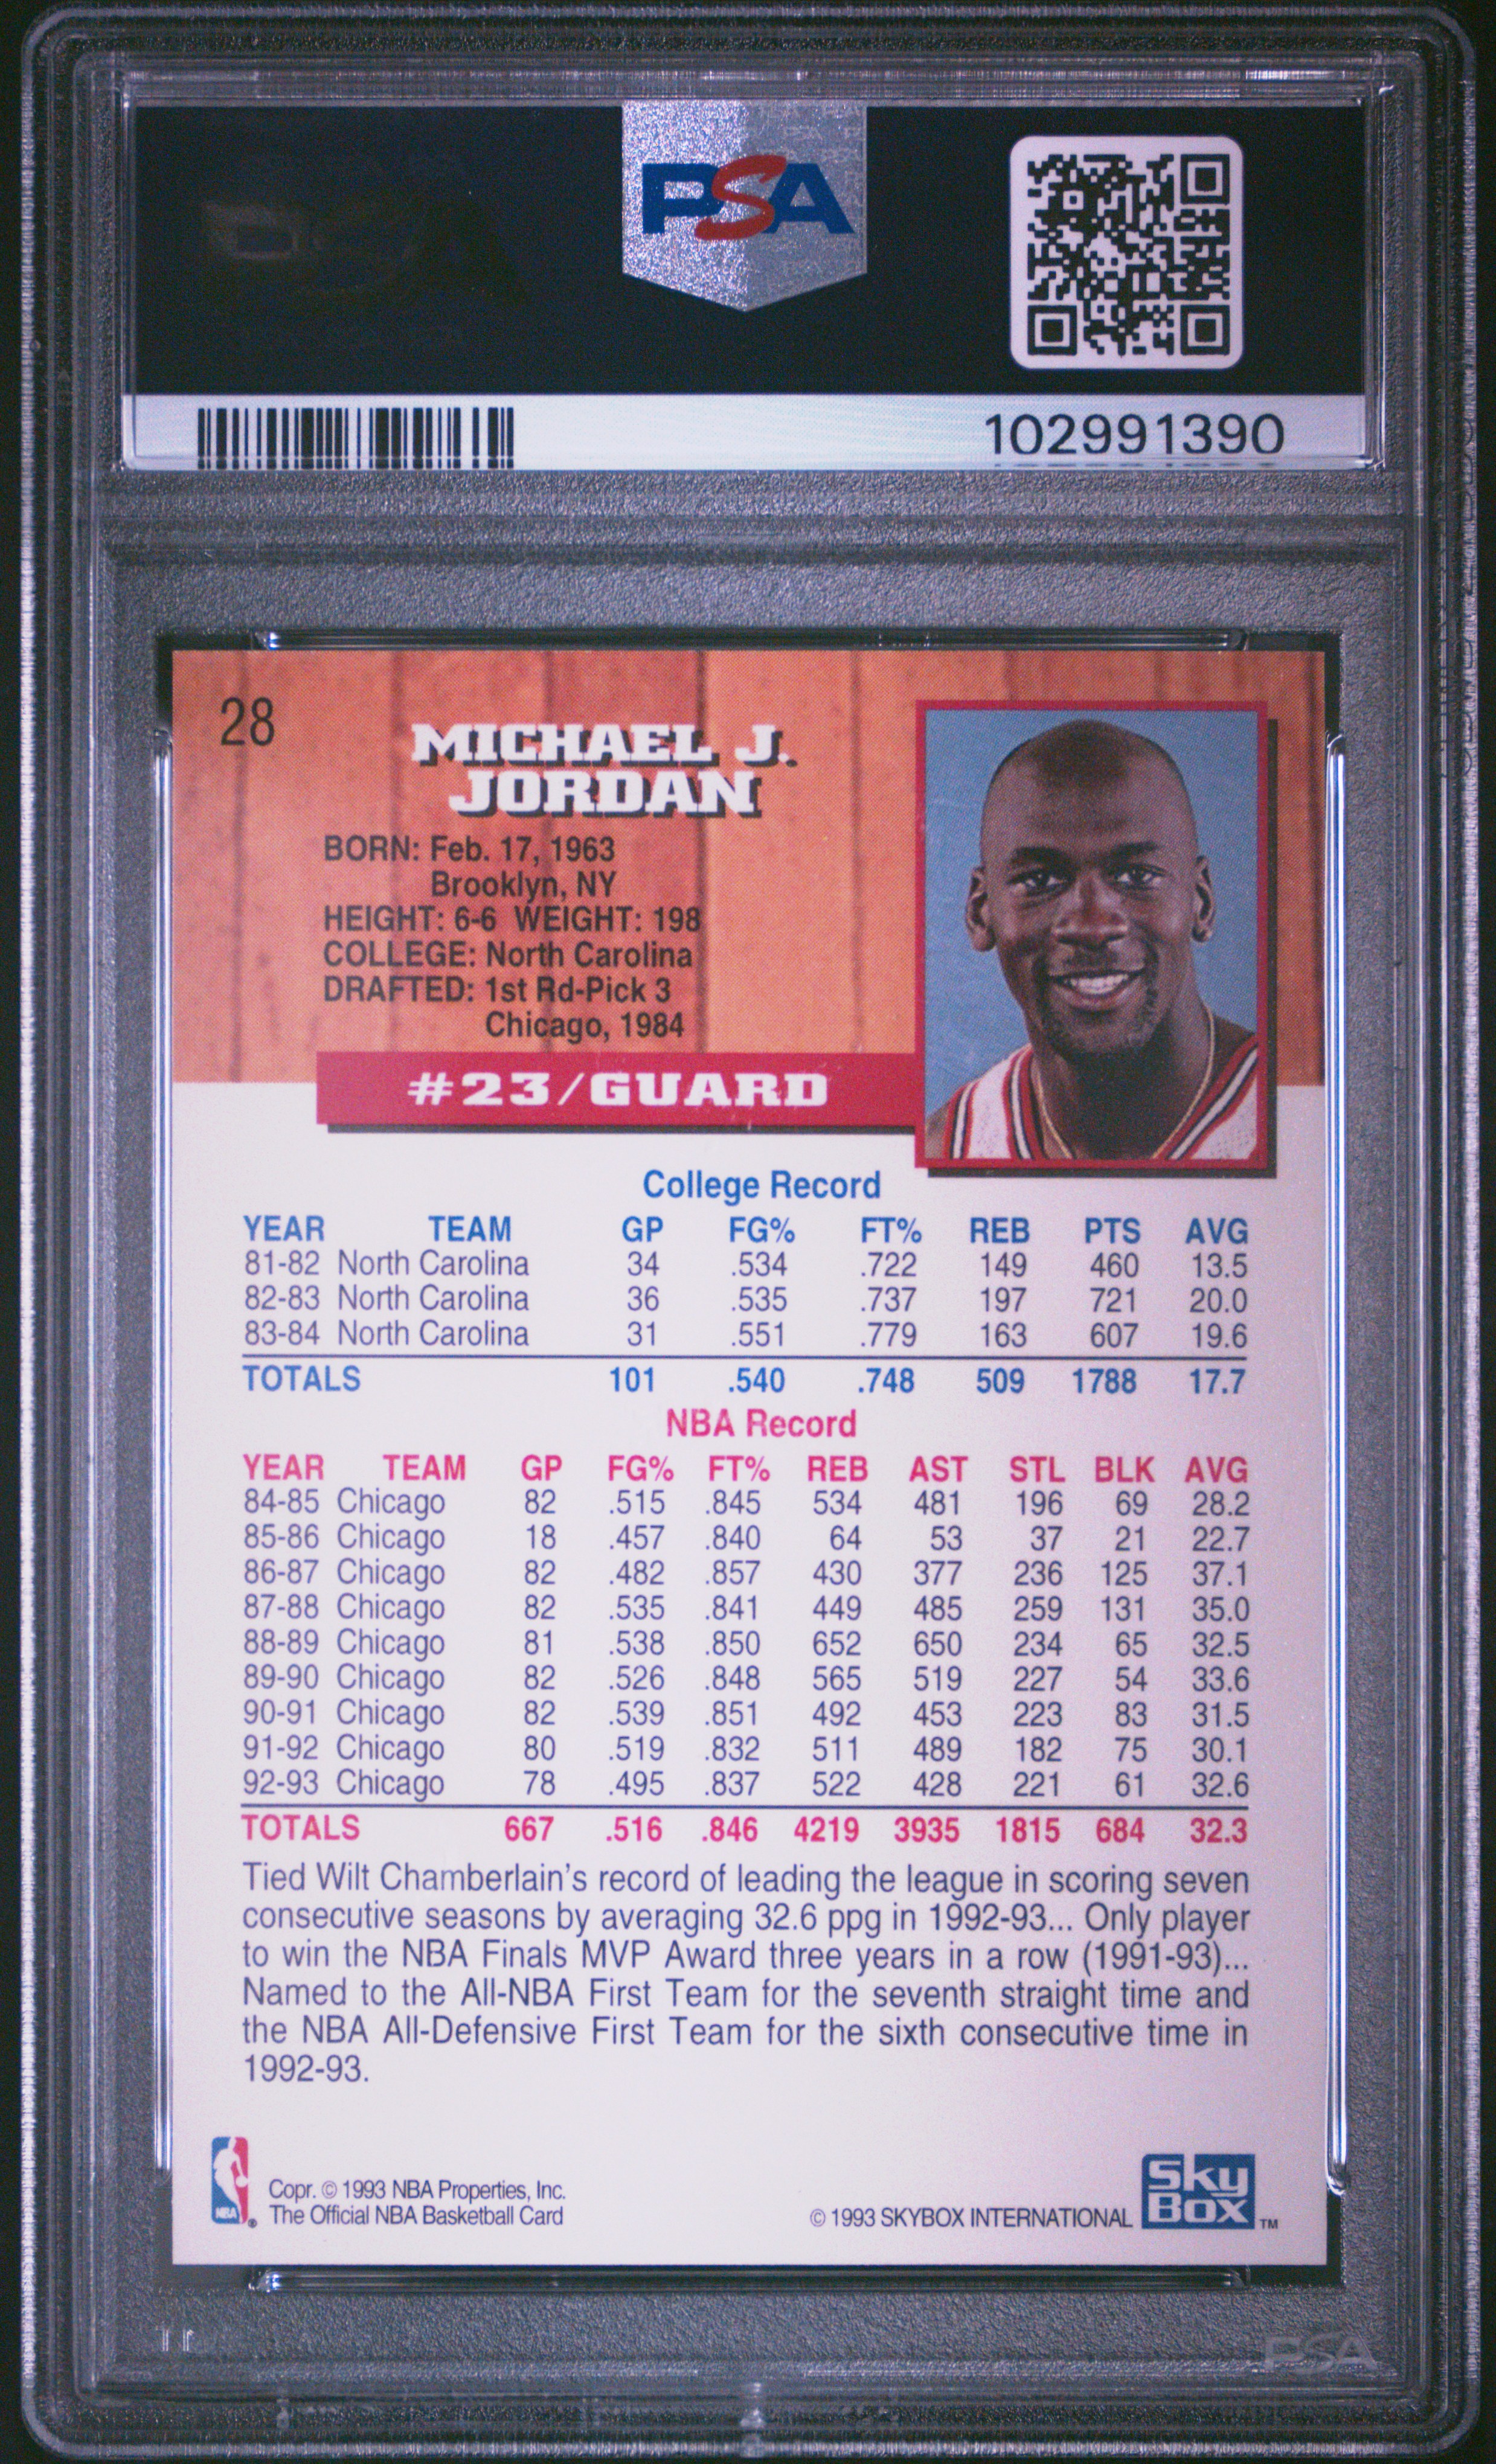 PSA
102991390
28
MICHAEL J.
JORDAN
BORN: Feb. 17, 1963
Brooklyn, NY
HEIGHT: 6-6 WEIGHT: 198
COLLEGE: North Carolina
DRAFTED: 1st Rd-Pick 3
Chicago, 1984
#23/GUARD
College Record
YEAR TEAM GP FG% FT% REB PTS AVG
81-82 North Carolina 34 .534 .722 149 460 13.5
82-83 North Carolina 36 .535 .737 197 721 20.0
83-84 North Carolina 31 .551 .779 163 607 19.6
TOTALS 101 .540 .748 509 1788 17.7
NBA Record
YEAR TEAM GP FG% FT% REB AST STL BLK AVG
84-85 Chicago 82 .515 .845 534 481 196 69 28.2
85-86 Chicago 18 .457 .840 64 53 37 21 22.7
86-87 Chicago 82 .482 .857 430 377 236 125 37.1
87-88 Chicago 82 .535 .841 449 485 259 131 35.0
88-89 Chicago 81 .538 .850 652 650 234 65 32.5
89-90 Chicago 82 .526 .848 565 519 227 54 33.6
90-91 Chicago 82 .539 .851 492 453 223 83 31.5
91-92 Chicago 80 .519 .832 511 489 182 75 30.1
92-93 Chicago 78 .495 .837 522 428 221 61 32.6
TOTALS 667 .516 .846 4219 3935 1815 684 32.3
Tied Wilt Chamberlain's record of leading the league in scoring seven
consecutive seasons by averaging 32.6 ppg in 1992-93... Only player
to win the NBA Finals MVP Award three years in a row (1991-93)...
Named to the All-NBA First Team for the seventh straight time and
the NBA All-Defensive First Team for the sixth consecutive time in
1992-93.
NBA ®
Copr. © 1993 NBA Properties, Inc.
The Official NBA Basketball Card
© 1993 SKYBOX INTERNATIONAL
Sky
Box ™
PSA